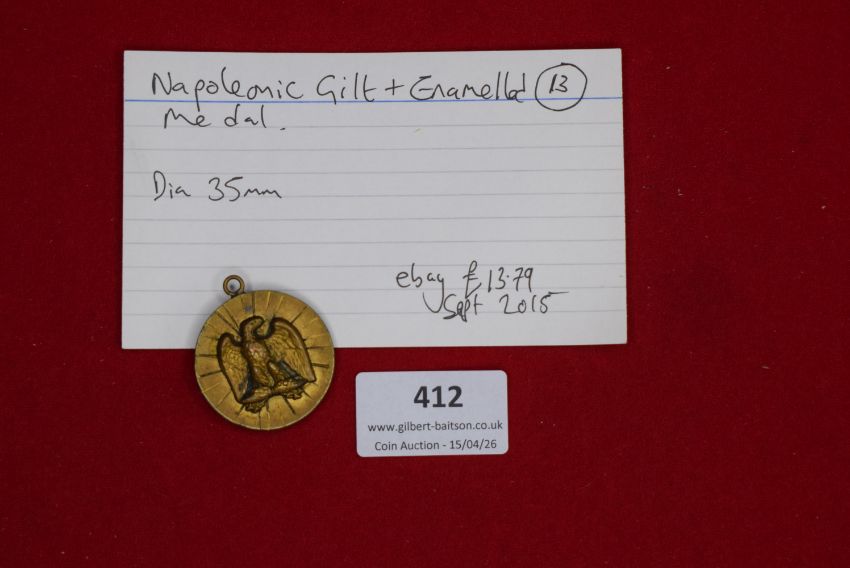 Napoleonic Gilt + Enamelled 13
Medal.
Dia 35mm
ebay £13.79
Sept 2015
412
www.gilbert-baitson.co.uk
Coin Auction - 15/04/26